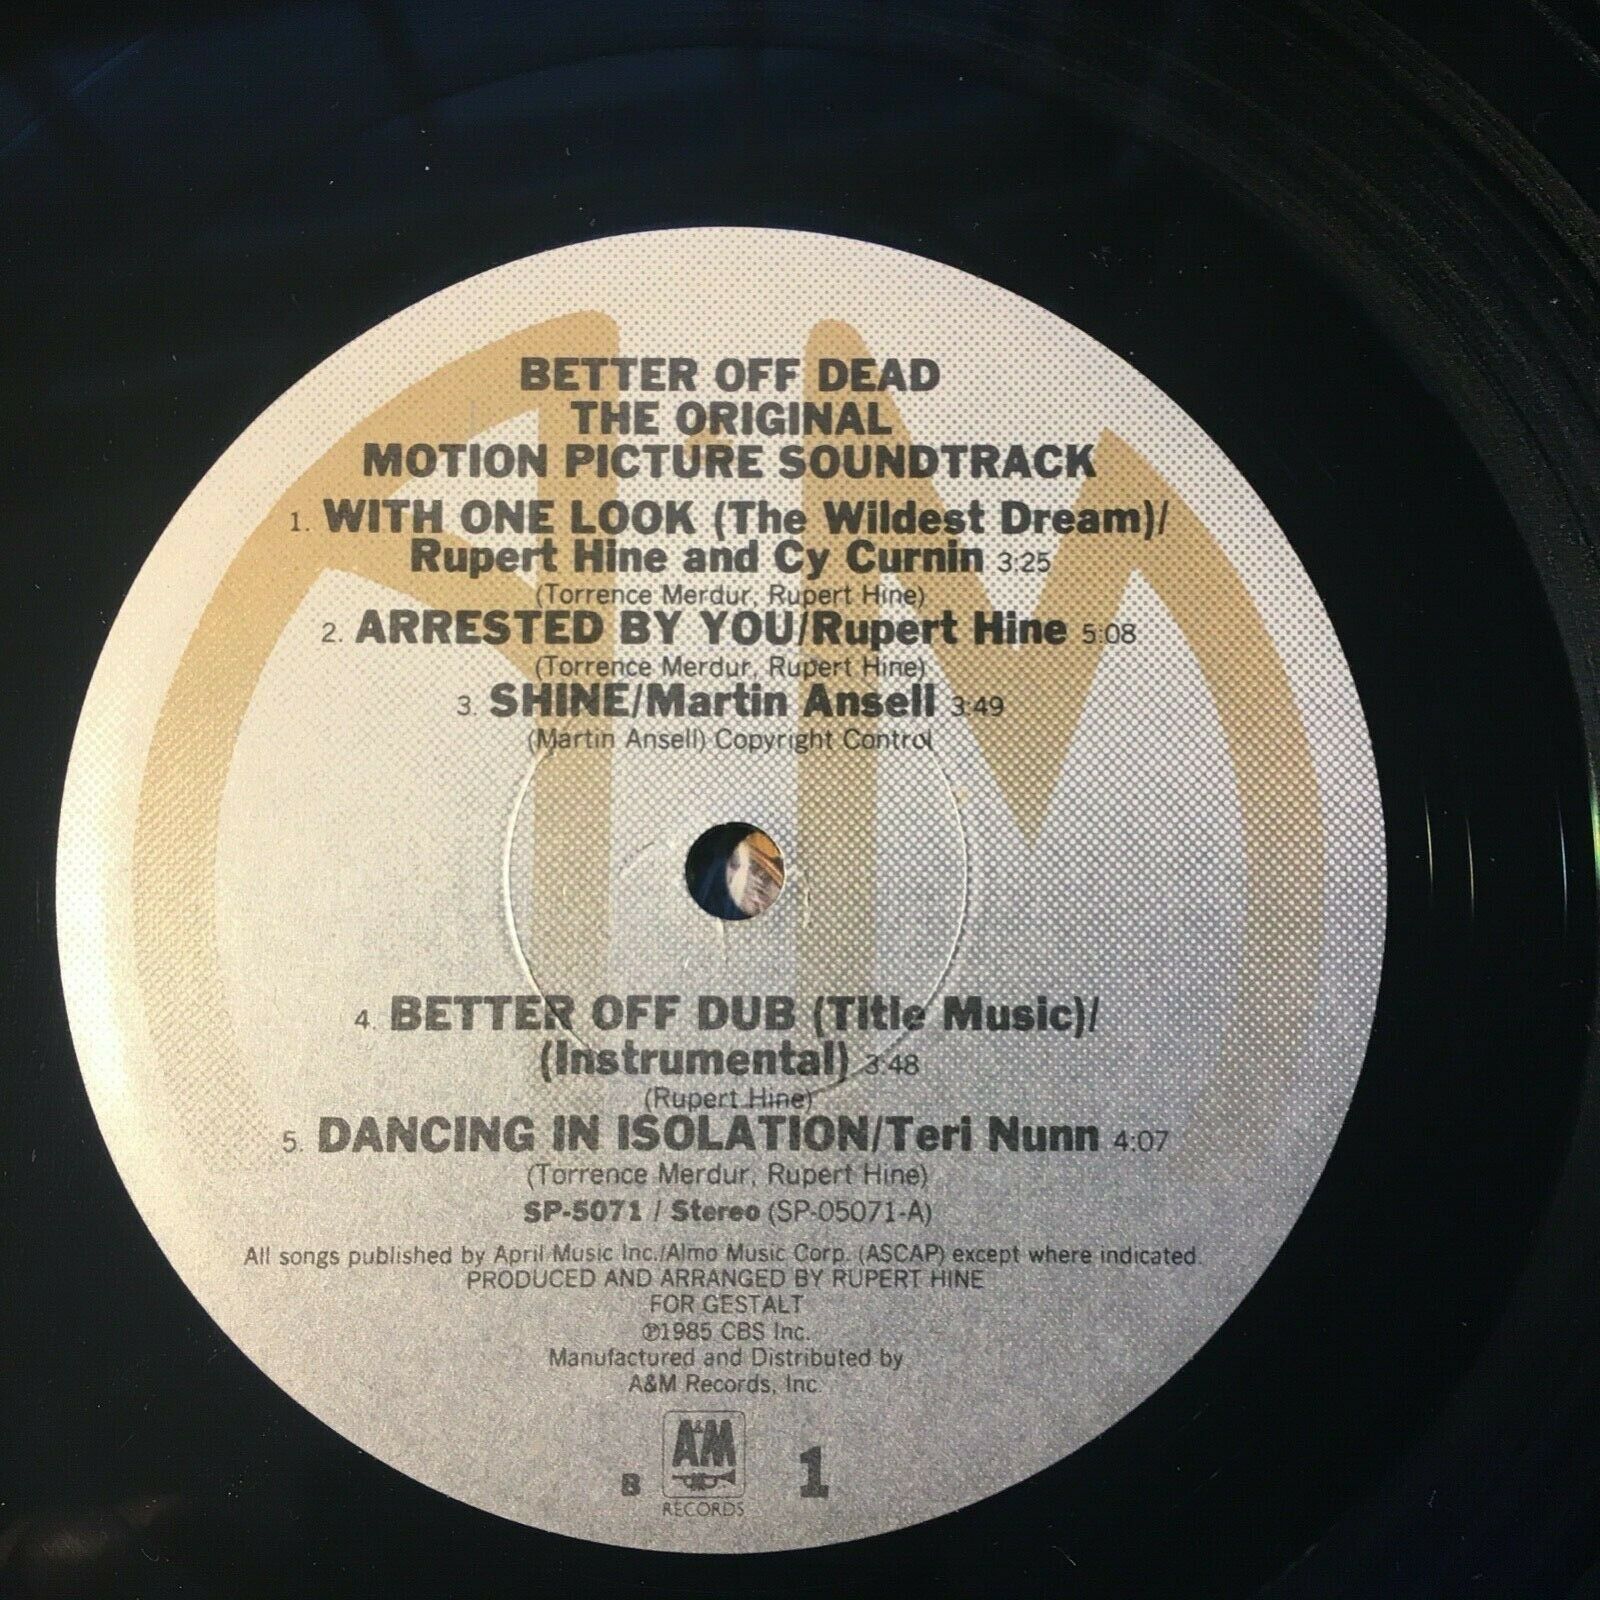 BETTER OFF DEAD
THE ORIGINAL
MOTION PICTURE SOUNDTRACK
1. WITH ONE LOOK (The Wildest Dream)/
Rupert Hine and Cy Curnin 3:25
(Torrence Merdur, Rupert Hine)
2. ARRESTED BY YOU/Rupert Hine 5:08
(Torrence Merdur, Rupert Hine)
3. SHINE/Martin Ansell 3:49
(Martin Ansell) Copyright Control
4. BETTER OFF DUB (Title Music)/
(Instrumental) 3:48
(Rupert Hine)
5. DANCING IN ISOLATION/Teri Nunn 4:07
(Torrence Merdur, Rupert Hine)
SP-5071 / Stereo (SP-05071-A)
All songs published by April Music Inc./Almo Music Corp. (ASCAP) except where indicated.
PRODUCED AND ARRANGED BY RUPERT HINE
FOR GESTALT
℗1985 CBS Inc.
Manufactured and Distributed by
A&M Records, Inc.
B A&M 1
RECORDS